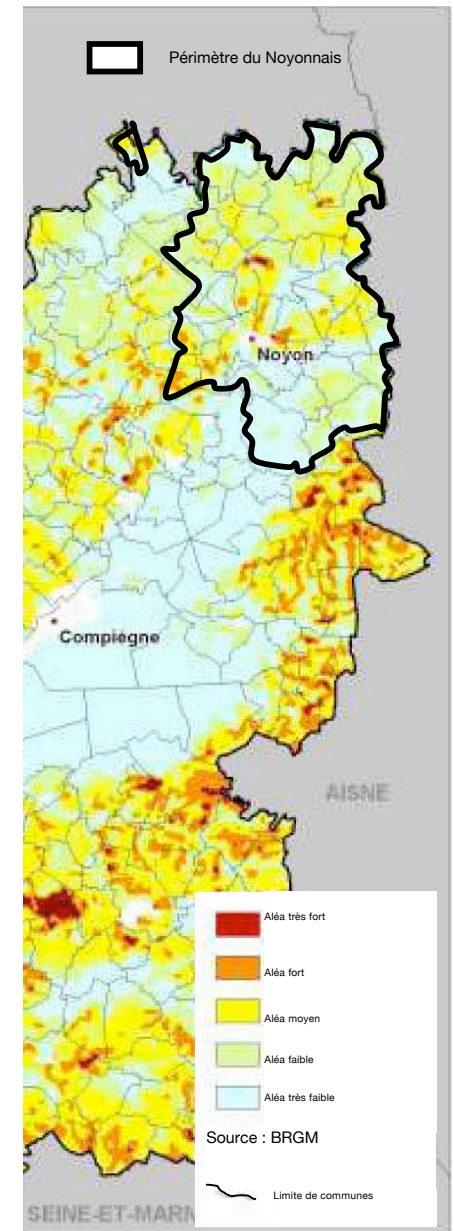 Périmètre du Noyonnais
Noyon
Compiègne
AISNE
Aléa très fort
Aléa fort
Aléa moyen
Aléa faible
Aléa très faible
Source : BRGM
Limite de communes
SEINE-ET-MARN